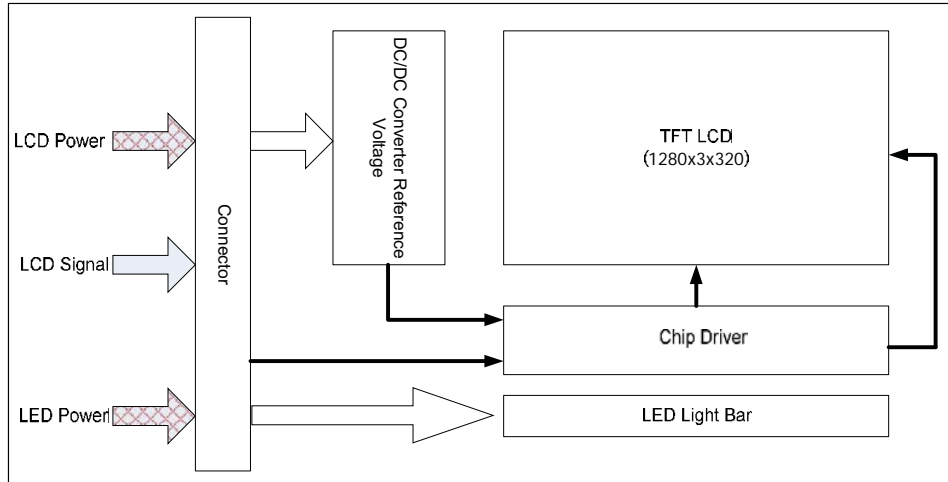 LCD Power
LCD Signal
LED Power
Connector
DC/DC Converter Reference
Voltage
TFT LCD
(1280x3x320)
Chip Driver
LED Light Bar